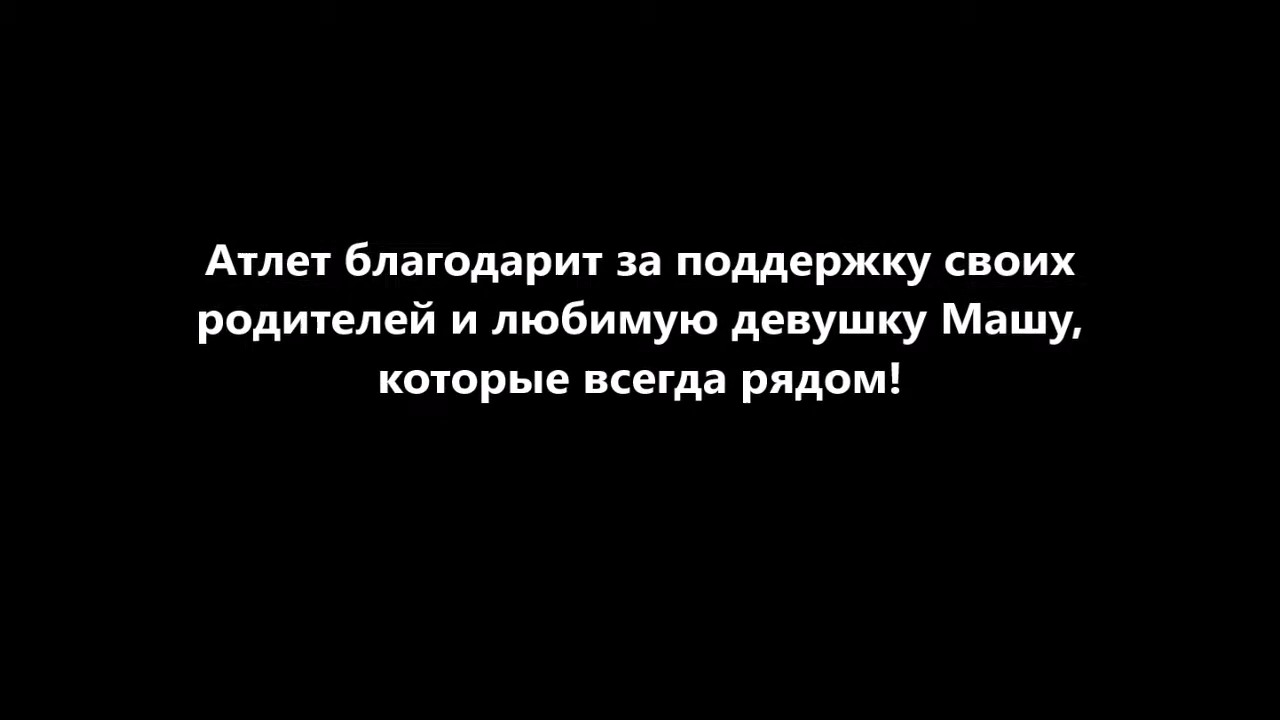 Атлет благодарит за поддержку своих
родителей и любимую девушку Машу,
которые всегда рядом!